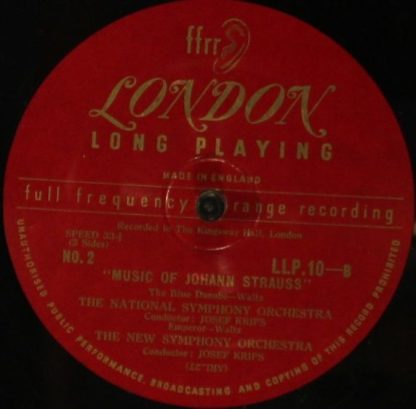 ffrr
LONDON
LONG PLAYING
MADE IN ENGLAND
full frequency range recording
Recorded in The Kingsway Hall, London
SPEED 33⅓
(2 Sides)
NO. 2
LLP.10—B
"MUSIC OF JOHANN STRAUSS"
The Blue Danube—Waltz
THE NATIONAL SYMPHONY ORCHESTRA
Conductor: JOSEF KRIPS
Emperor—Waltz
THE NEW SYMPHONY ORCHESTRA
Conductor: JOSEF KRIPS
UNAUTHORISED PUBLIC PERFORMANCE, BROADCASTING AND COPYING OF THIS RECORD PROHIBITED